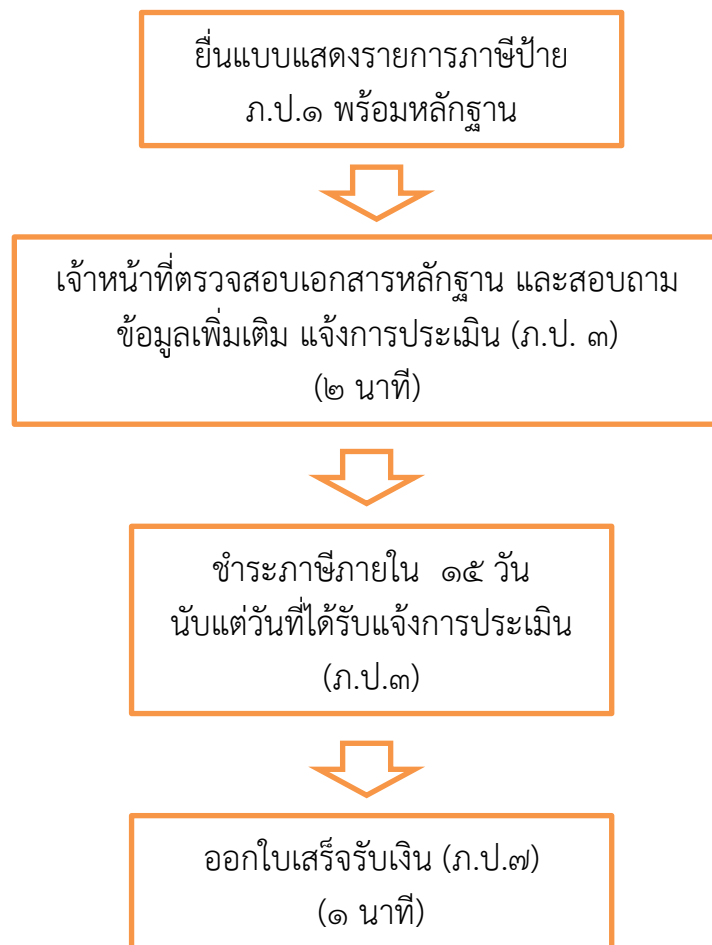 ยื่นแบบแสดงรายการภาษีป้าย
ภ.ป.๑ พร้อมหลักฐาน
เจ้าหน้าที่ตรวจสอบเอกสารหลักฐาน และสอบถาม
ข้อมูลเพิ่มเติม แจ้งการประเมิน (ภ.ป. ๓)
(๒ นาที)
ชำระภาษีภายใน ๑๕ วัน
นับแต่วันที่ได้รับแจ้งการประเมิน
(ภ.ป.๓)
ออกใบเสร็จรับเงิน (ภ.ป.๗)
(๑ นาที)